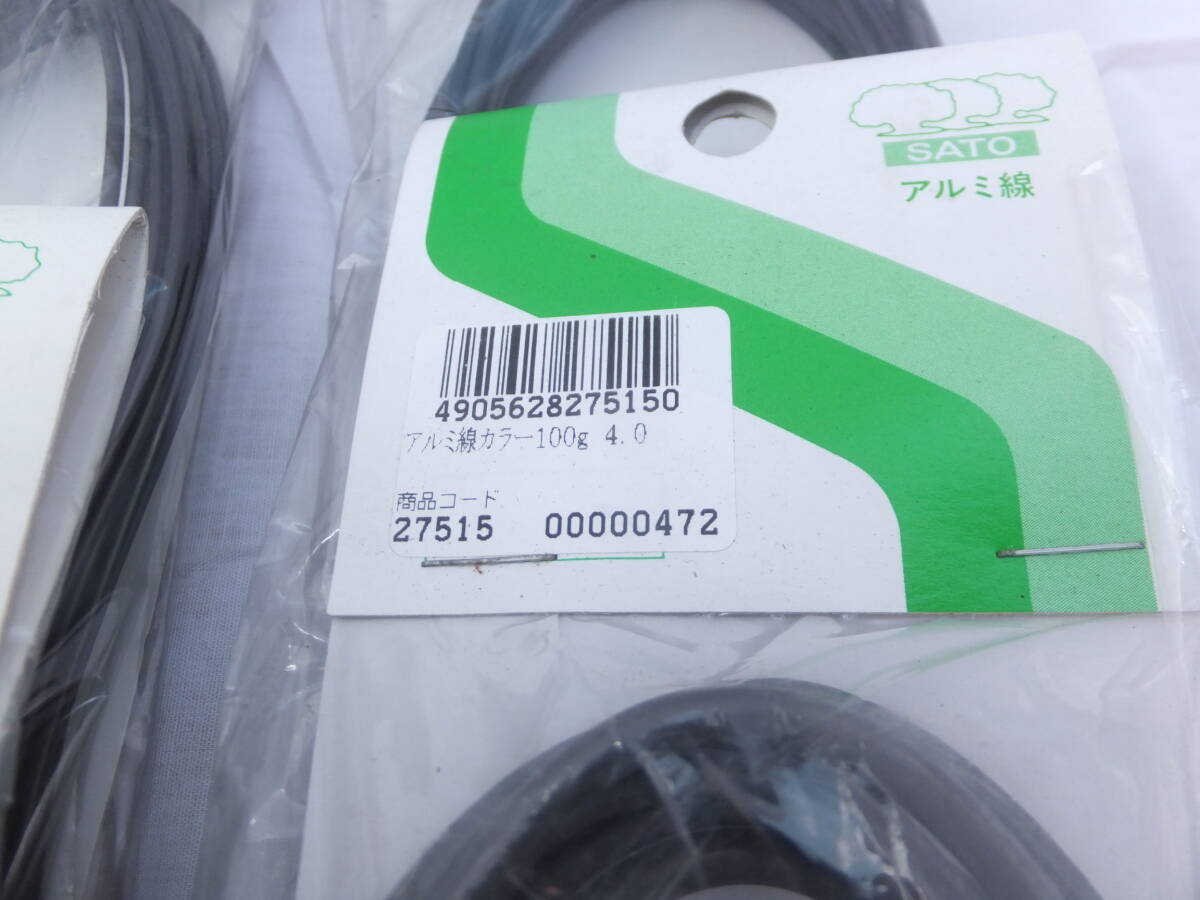 SATO
アルミ線
4905628275150
アルミ線カラー100g 4.0
商品コード
27515 00000472